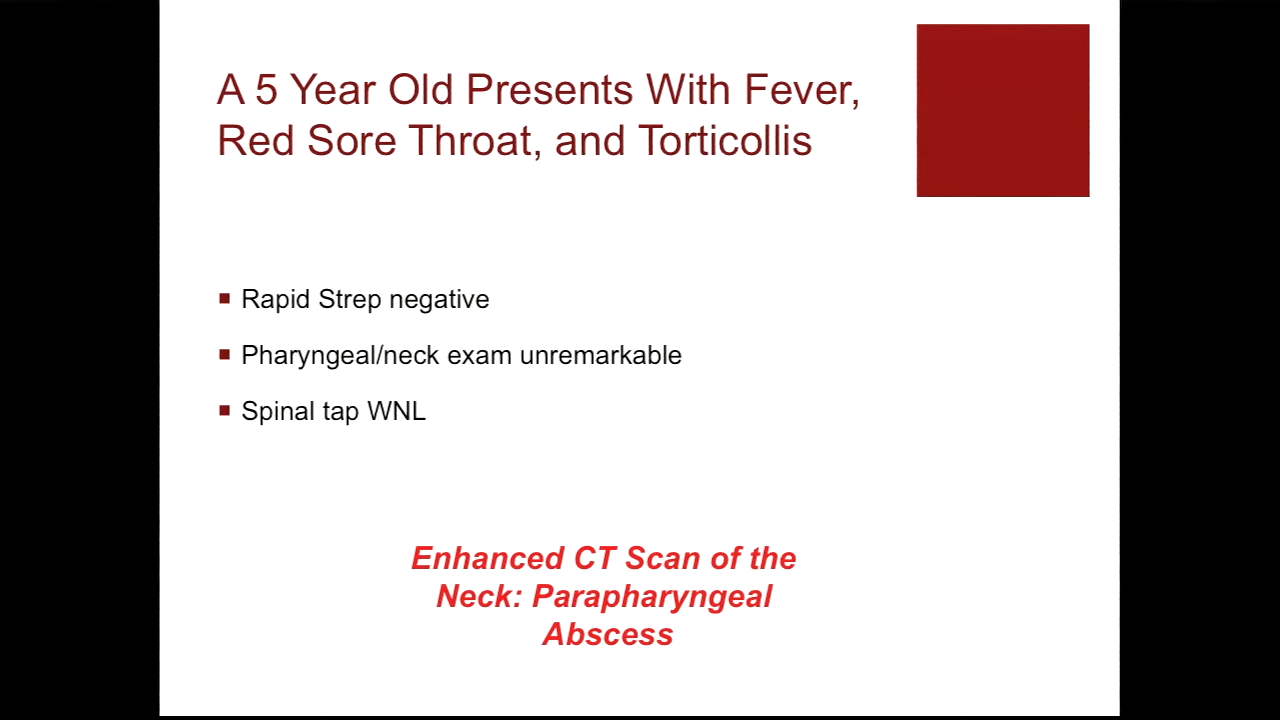 A 5 Year Old Presents With Fever,
Red Sore Throat, and Torticollis
Rapid Strep negative
Pharyngeal/neck exam unremarkable
Spinal tap WNL
Enhanced CT Scan of the
Neck: Parapharyngeal
Abscess